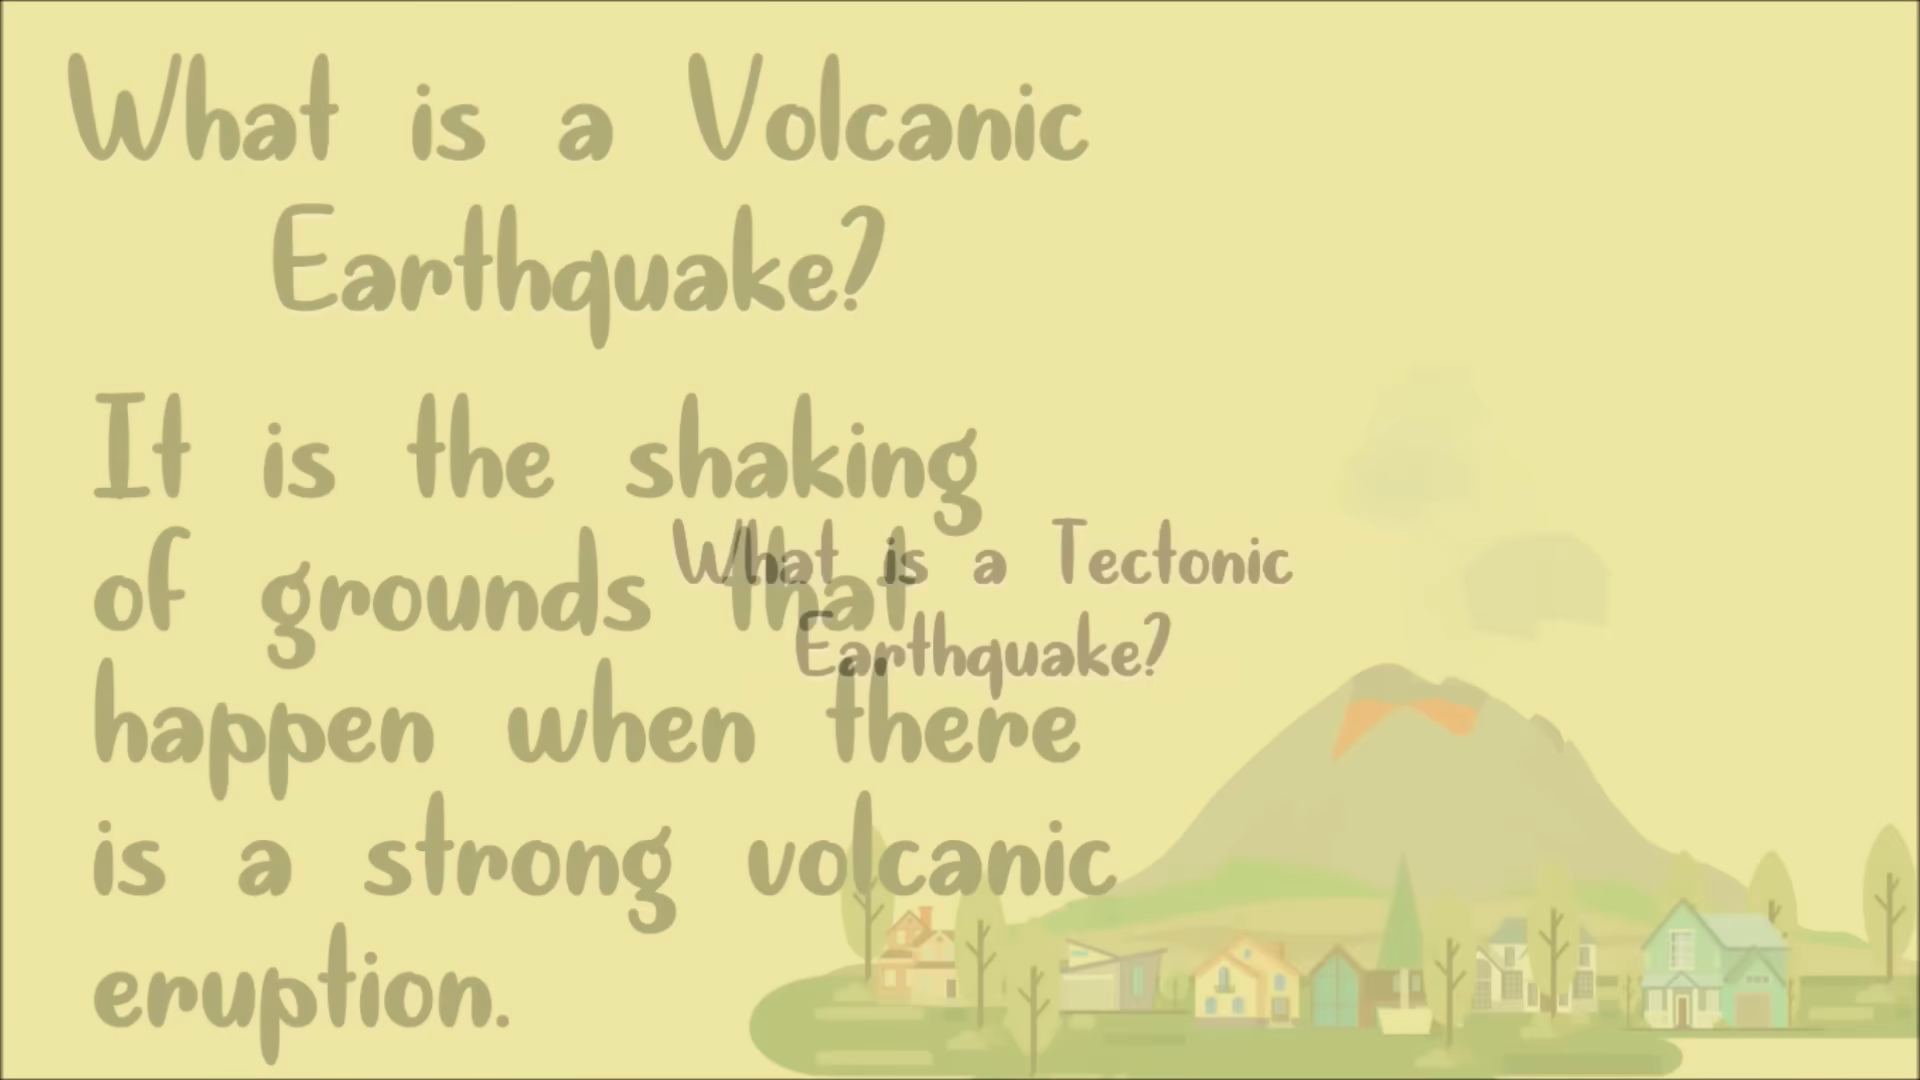 What is a Volcanic
Earthquake?
It is the shaking
of grounds that
happen when there
is a strong volcanic
eruption.
What is a Tectonic
Earthquake?